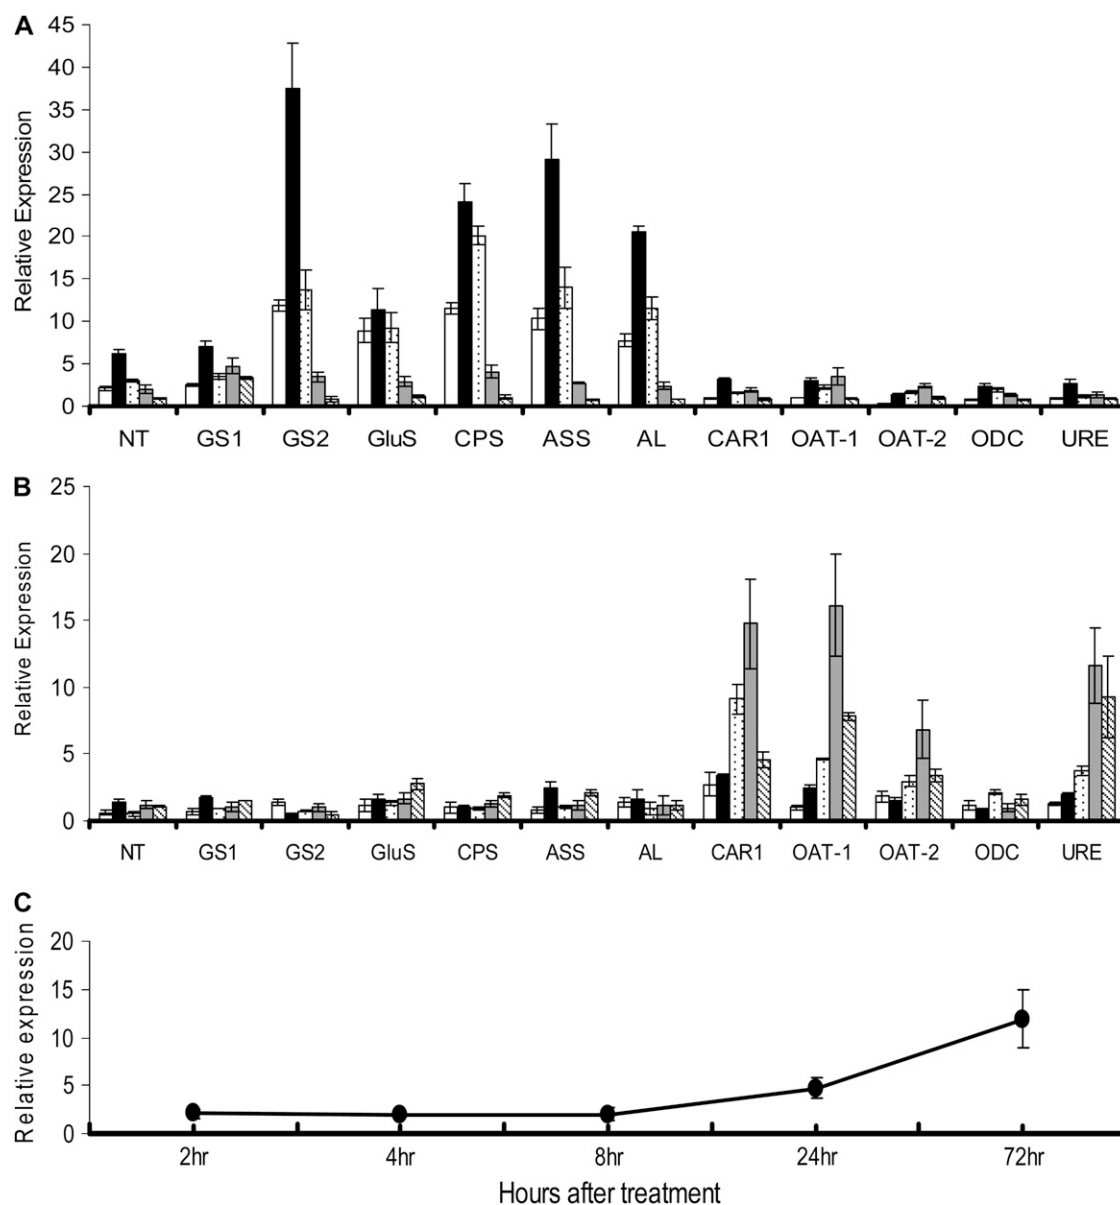 A
45
40
35
30
25
20
15
10
5
0
Relative Expression
NT GS1 GS2 GluS CPS ASS AL CAR1 OAT-1 OAT-2 ODC URE
B
25
20
15
10
5
0
Relative Expression
NT GS1 GS2 GluS CPS ASS AL CAR1 OAT-1 OAT-2 ODC URE
C
20
15
10
5
0
Relative expression
2hr 4hr 8hr 24hr 72hr
Hours after treatment